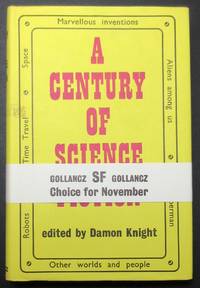 Marvellous inventions
A
CENTURY
OF
SCIENCE
GOLLANCZ SF GOLLANCZ
Choice for November
edited by Damon Knight
Other worlds and people
Robots
Time Travel
Space
Aliens among us